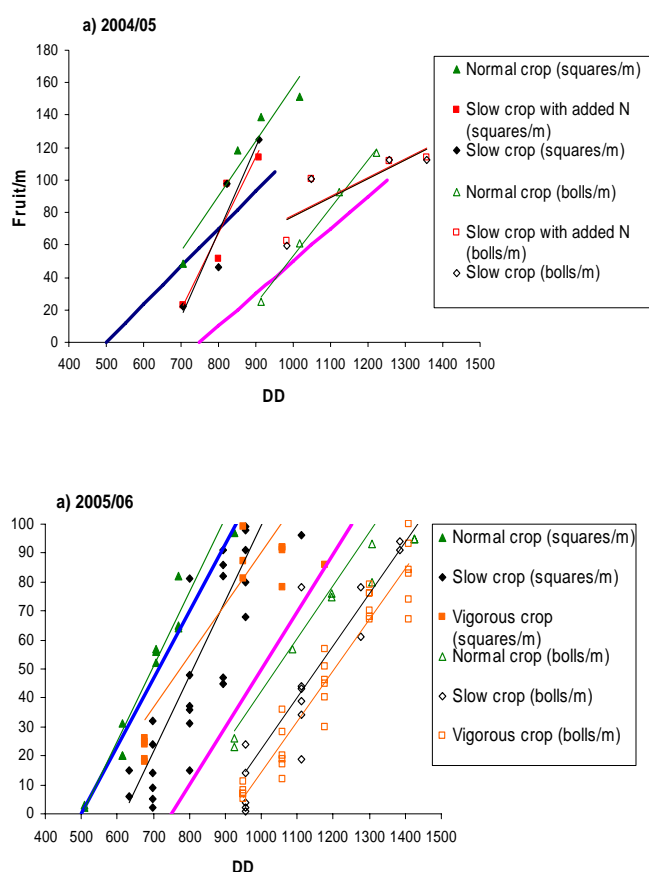 a) 2004/05
Fruit/m
180
160
140
120
100
80
60
40
20
0
400 500 600 700 800 900 1000 1100 1200 1300 1400 1500
DD
Normal crop (squares/m)
Slow crop with added N
(squares/m)
Slow crop (squares/m)
Normal crop (bolls/m)
Slow crop with added N
(bolls/m)
Slow crop (bolls/m)
a) 2005/06
100
90
80
70
60
50
40
30
20
10
0
400 500 600 700 800 900 1000 1100 1200 1300 1400 1500
DD
Normal crop (squares/m)
Slow crop (squares/m)
Vigorous crop
(squares/m)
Normal crop (bolls/m)
Slow crop (bolls/m)
Vigorous crop (bolls/m)